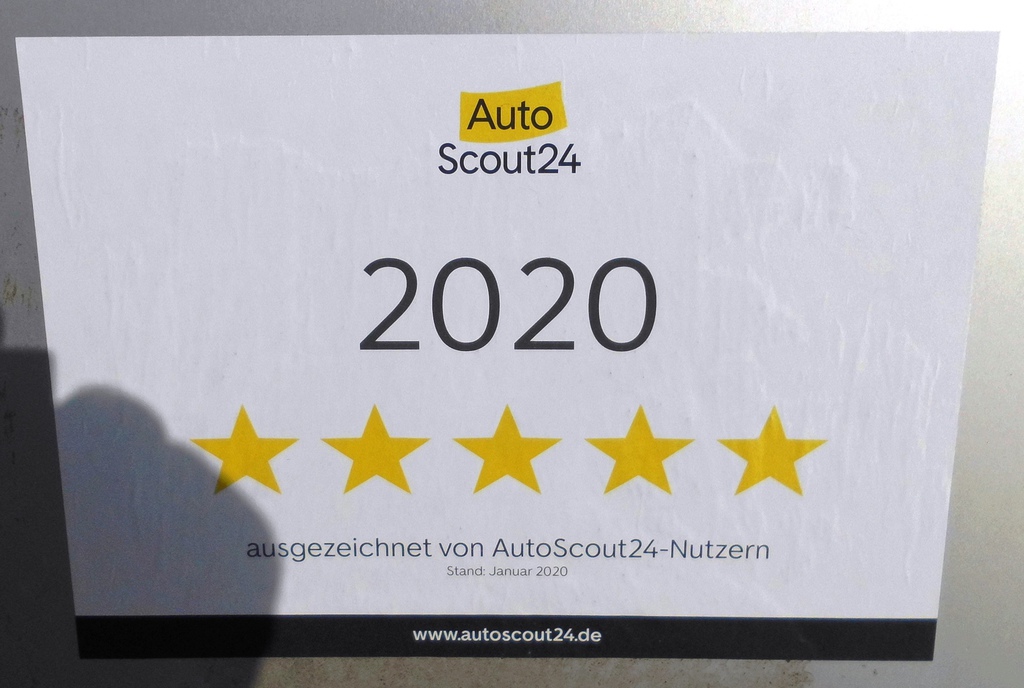 Auto
Scout24
2020
ausgezeichnet von AutoScout24-Nutzern
Stand: Januar 2020
www.autoscout24.de